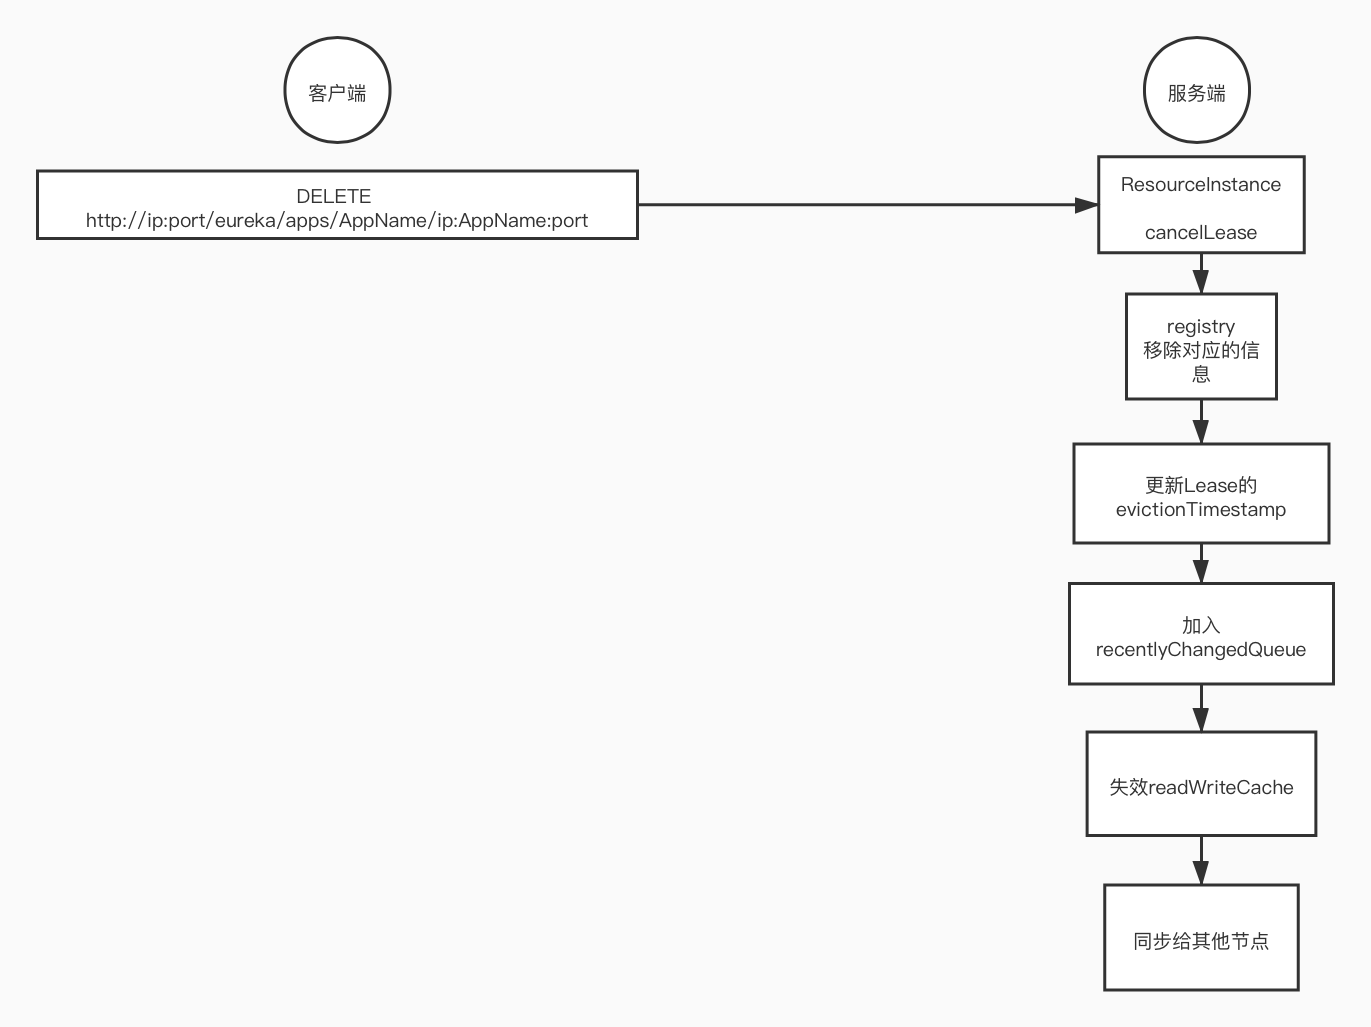 客户端
服务端
DELETE
http://ip:port/eureka/apps/AppName/ip:AppName:port
ResourceInstance
cancelLease
registry
移除对应的信
息
更新Lease的
evictionTimestamp
加入
recentlyChangedQueue
失效readWriteCache
同步给其他节点